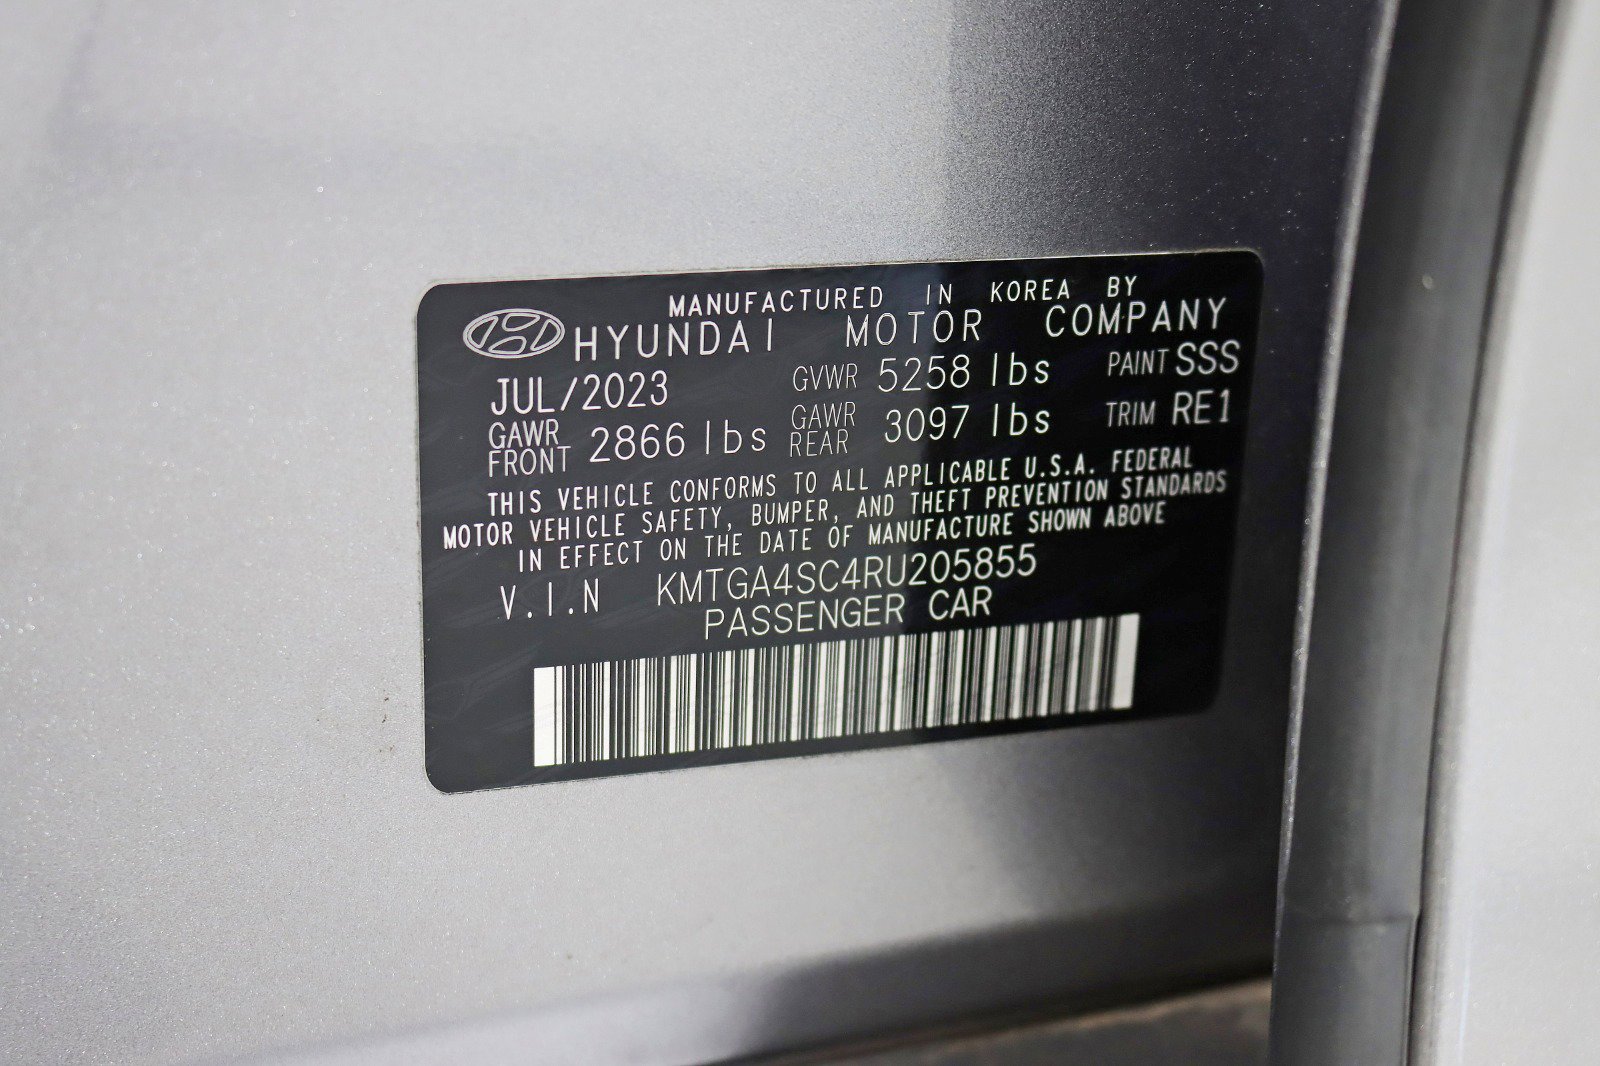 MANUFACTURED IN KOREA BY
HYUNDAI MOTOR COMPANY
JUL/2023 GVWR 5258 lbs PAINT SSS
GAWR FRONT 2866 lbs GAWR REAR 3097 lbs TRIM RE1
THIS VEHICLE CONFORMS TO ALL APPLICABLE U.S.A. FEDERAL
MOTOR VEHICLE SAFETY, BUMPER, AND THEFT PREVENTION STANDARDS
IN EFFECT ON THE DATE OF MANUFACTURE SHOWN ABOVE
V.I.N KMTGA4SC4RU205855
PASSENGER CAR